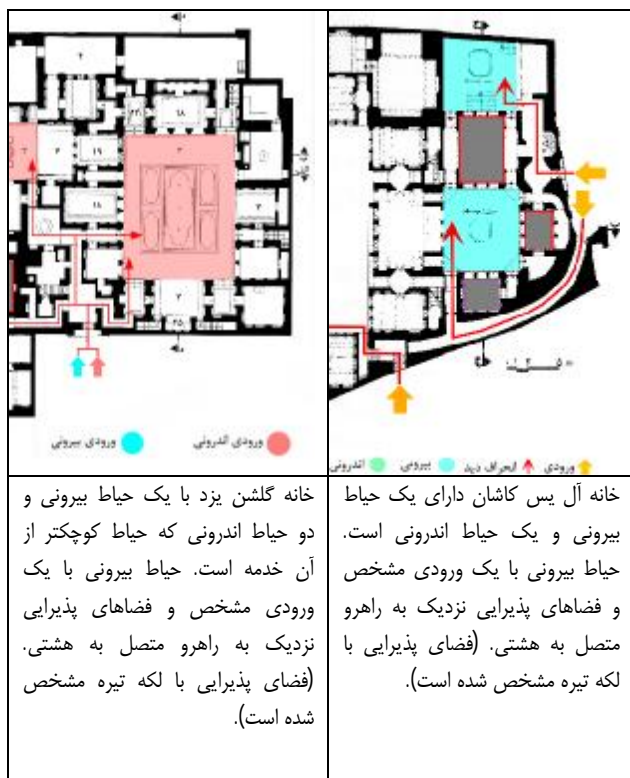 ورودی انحراف دید بیرونی اندرونی
ورودی اندرونی ورودی بیرونی
خانه آل یس کاشان دارای یک حیاط
بیرونی و یک حیاط اندرونی است.
حیاط بیرونی با یک ورودی مشخص
و فضاهای پذیرایی نزدیک به راهرو
متصل به هشتی. (فضای پذیرایی با
لکه تیره مشخص شده است).
خانه گلشن یزد با یک حیاط بیرونی و
دو حیاط اندرونی که حیاط کوچکتر از
آن خدمه است. حیاط بیرونی با یک
ورودی مشخص و فضاهای پذیرایی
نزدیک به راهرو متصل به هشتی.
(فضای پذیرایی با لکه تیره مشخص
شده است).